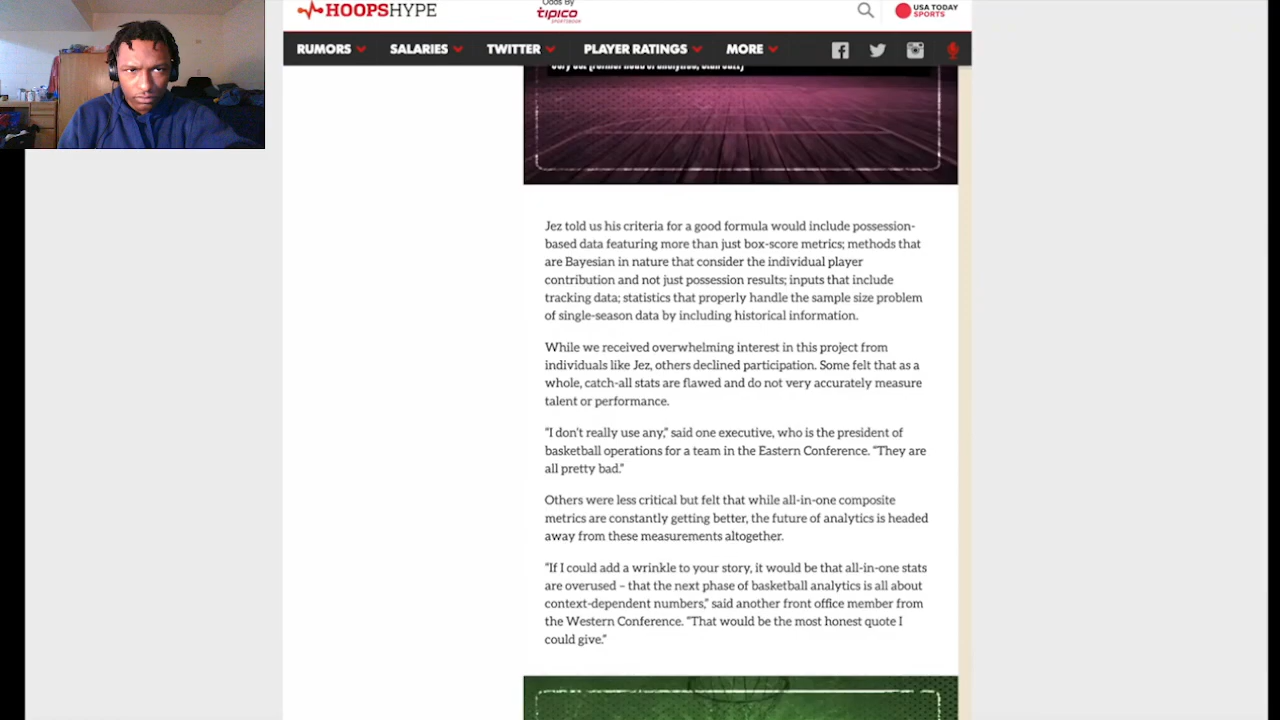 HOOPSHYPE
Odds By
tipico
SPORTSBOOK
USA TODAY
SPORTS
RUMORS
SALARIES
TWITTER
PLAYER RATINGS
MORE
Jez told us his criteria for a good formula would include possession-
based data featuring more than just box-score metrics; methods that
are Bayesian in nature that consider the individual player
contribution and not just possession results; inputs that include
tracking data; statistics that properly handle the sample size problem
of single-season data by including historical information.
While we received overwhelming interest in this project from
individuals like Jez, others declined participation. Some felt that as a
whole, catch-all stats are flawed and do not very accurately measure
talent or performance.
“I don’t really use any,” said one executive, who is the president of
basketball operations for a team in the Eastern Conference. “They are
all pretty bad.”
Others were less critical but felt that while all-in-one composite
metrics are constantly getting better, the future of analytics is headed
away from these measurements altogether.
“If I could add a wrinkle to your story, it would be that all-in-one stats
are overused – that the next phase of basketball analytics is all about
context-dependent numbers,” said another front office member from
the Western Conference. “That would be the most honest quote I
could give.”